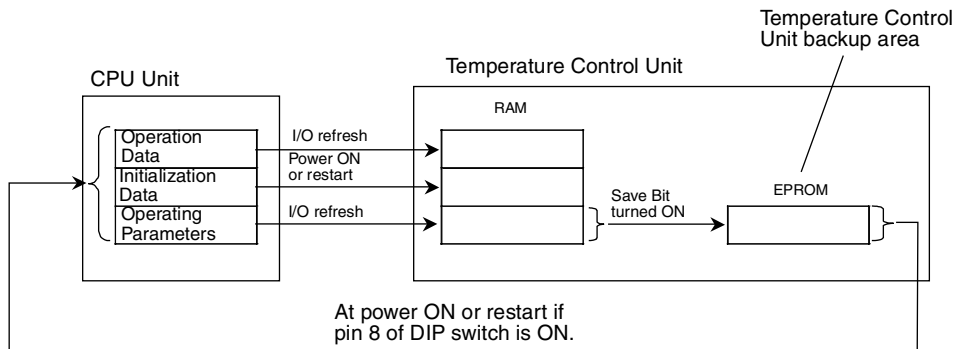 Temperature Control
Unit backup area
CPU Unit
Temperature Control Unit
RAM
Operation
Data
I/O refresh
Initialization
Data
Power ON
or restart
Operating
Parameters
I/O refresh
Save Bit
turned ON
EPROM
At power ON or restart if
pin 8 of DIP switch is ON.